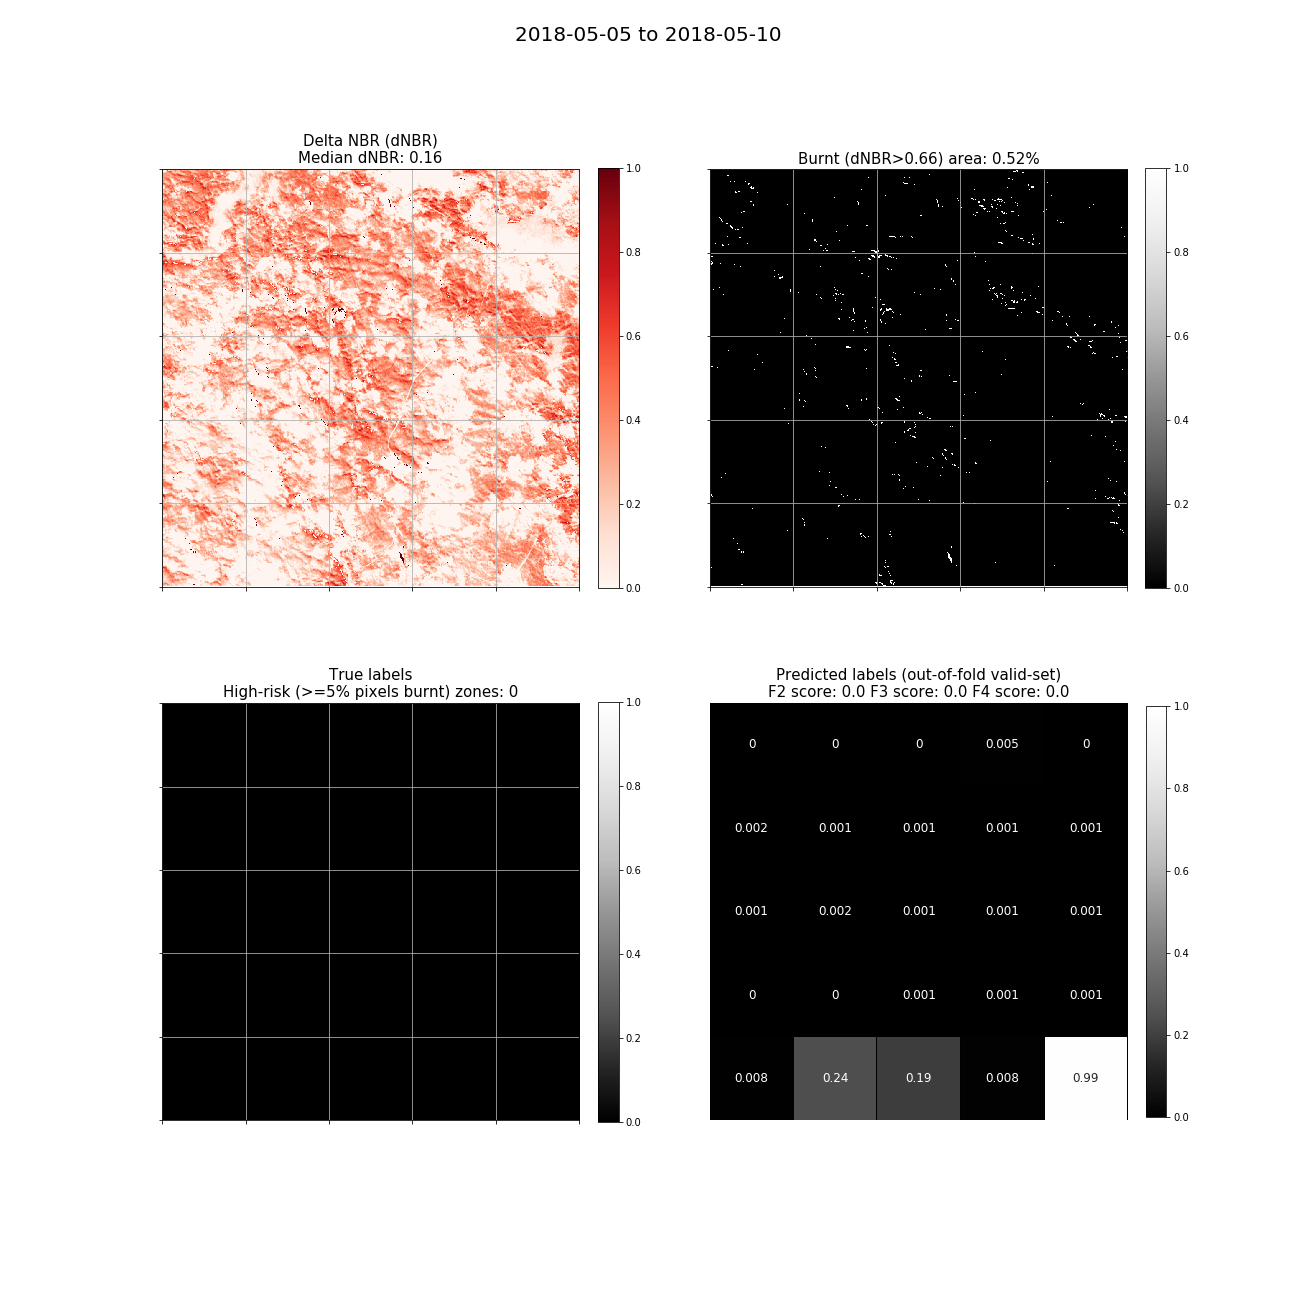 2018-05-05 to 2018-05-10
Delta NBR (dNBR)
Median dNBR: 0.16
1.0
0.8
0.6
0.4
0.2
0.0
Burnt (dNBR>0.66) area: 0.52%
1.0
0.8
0.6
0.4
0.2
0.0
True labels
High-risk (>=5% pixels burnt) zones: 0
1.0
0.8
0.6
0.4
0.2
0.0
Predicted labels (out-of-fold valid-set)
F2 score: 0.0 F3 score: 0.0 F4 score: 0.0
0 0 0 0.005 0
0.002 0.001 0.001 0.001 0.001
0.001 0.002 0.001 0.001 0.001
0 0 0.001 0.001 0.001
0.008 0.24 0.19 0.008 0.99
1.0
0.8
0.6
0.4
0.2
0.0